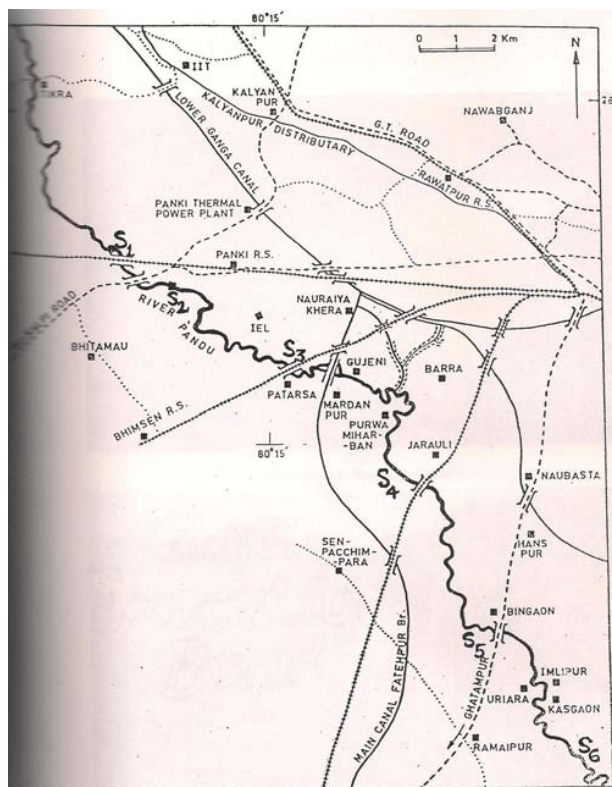 80°15'
0 1 2 Km
N
IIT
TIKRA
KALYAN
PUR
NAWABGANJ
LOWER GANGA CANAL
KALYANPUR DISTRIBUTARY
G.T. ROAD
RAWATPUR R.S.
PANKI THERMAL
POWER PLANT
S1
PANKI R.S.
S2
RIVER PANDU
NAURAIYA
KHERA
IEL
ROAD
BHITAMAU
S3
GUJENI
BARRA
PATARSA
MARDAN
PUR
PURWA
MIHAR-
BAN
BHIMSEN R.S.
80°15'
JARAULI
S4
NAUBASTA
HANS
PUR
SEN-
PACCHIM-
PARA
BINGAON
S5
IMLIPUR
URIARA
KASGAON
GHATAMPUR
MAIN CANAL FATEHPUR Br.
RAMAIPUR
S6